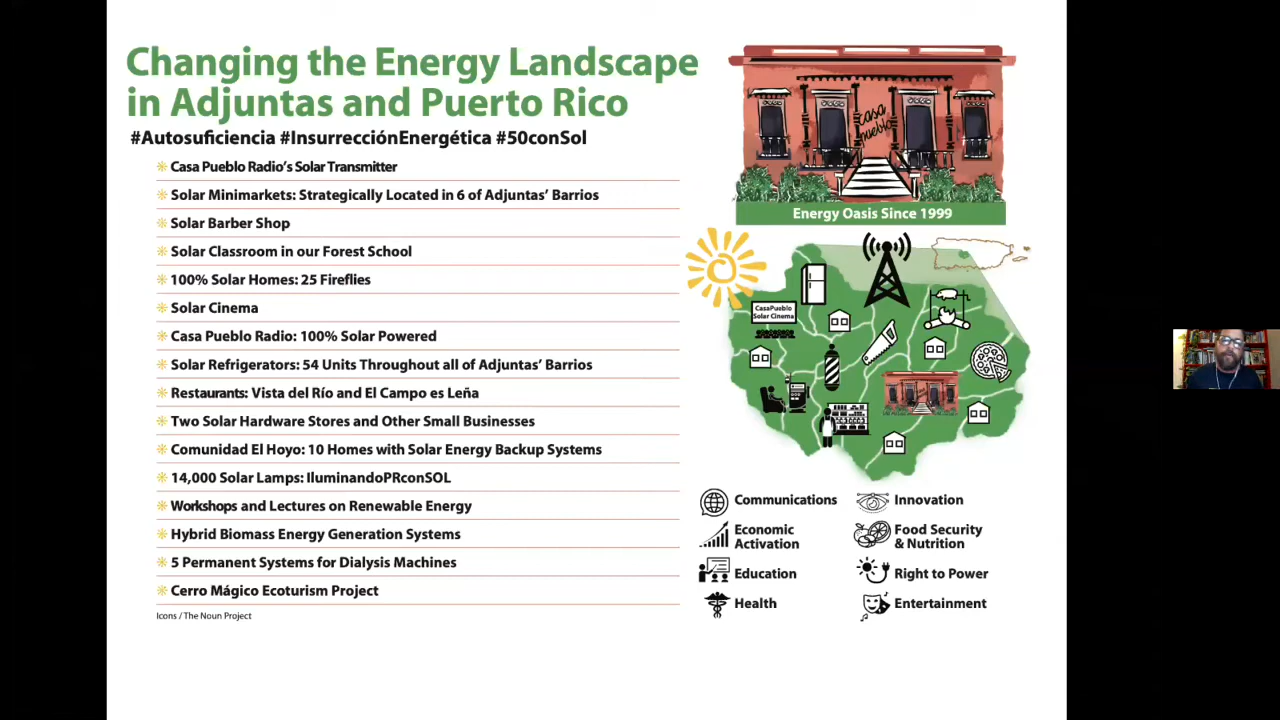 Changing the Energy Landscape
in Adjuntas and Puerto Rico
#Autosuficiencia #InsurrecciónEnergética #50conSol
Casa Pueblo Radio's Solar Transmitter
Solar Minimarkets: Strategically Located in 6 of Adjuntas' Barrios
Solar Barber Shop
Solar Classroom in our Forest School
100% Solar Homes: 25 Fireflies
Solar Cinema
Casa Pueblo Radio: 100% Solar Powered
Solar Refrigerators: 54 Units Throughout all of Adjuntas' Barrios
Restaurants: Vista del Río and El Campo es Leña
Two Solar Hardware Stores and Other Small Businesses
Comunidad El Hoyo: 10 Homes with Solar Energy Backup Systems
14,000 Solar Lamps: IluminandoPRconSOL
Workshops and Lectures on Renewable Energy
Hybrid Biomass Energy Generation Systems
5 Permanent Systems for Dialysis Machines
Cerro Mágico Ecoturism Project
Icons / The Noun Project
casa
pueblo
Energy Oasis Since 1999
CasaPueblo
Solar Cinema
Communications
Economic
Activation
Education
Health
Innovation
Food Security
& Nutrition
Right to Power
Entertainment